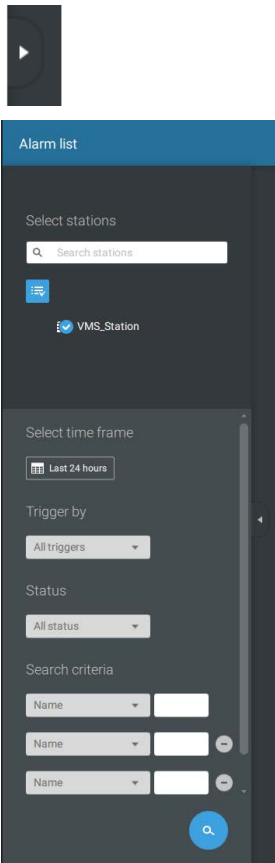 Alarm list
Select stations
Search stations
VMS_Station
Select time frame
Last 24 hours
Trigger by
All triggers
Status
All status
Search criteria
Name
Name
Name